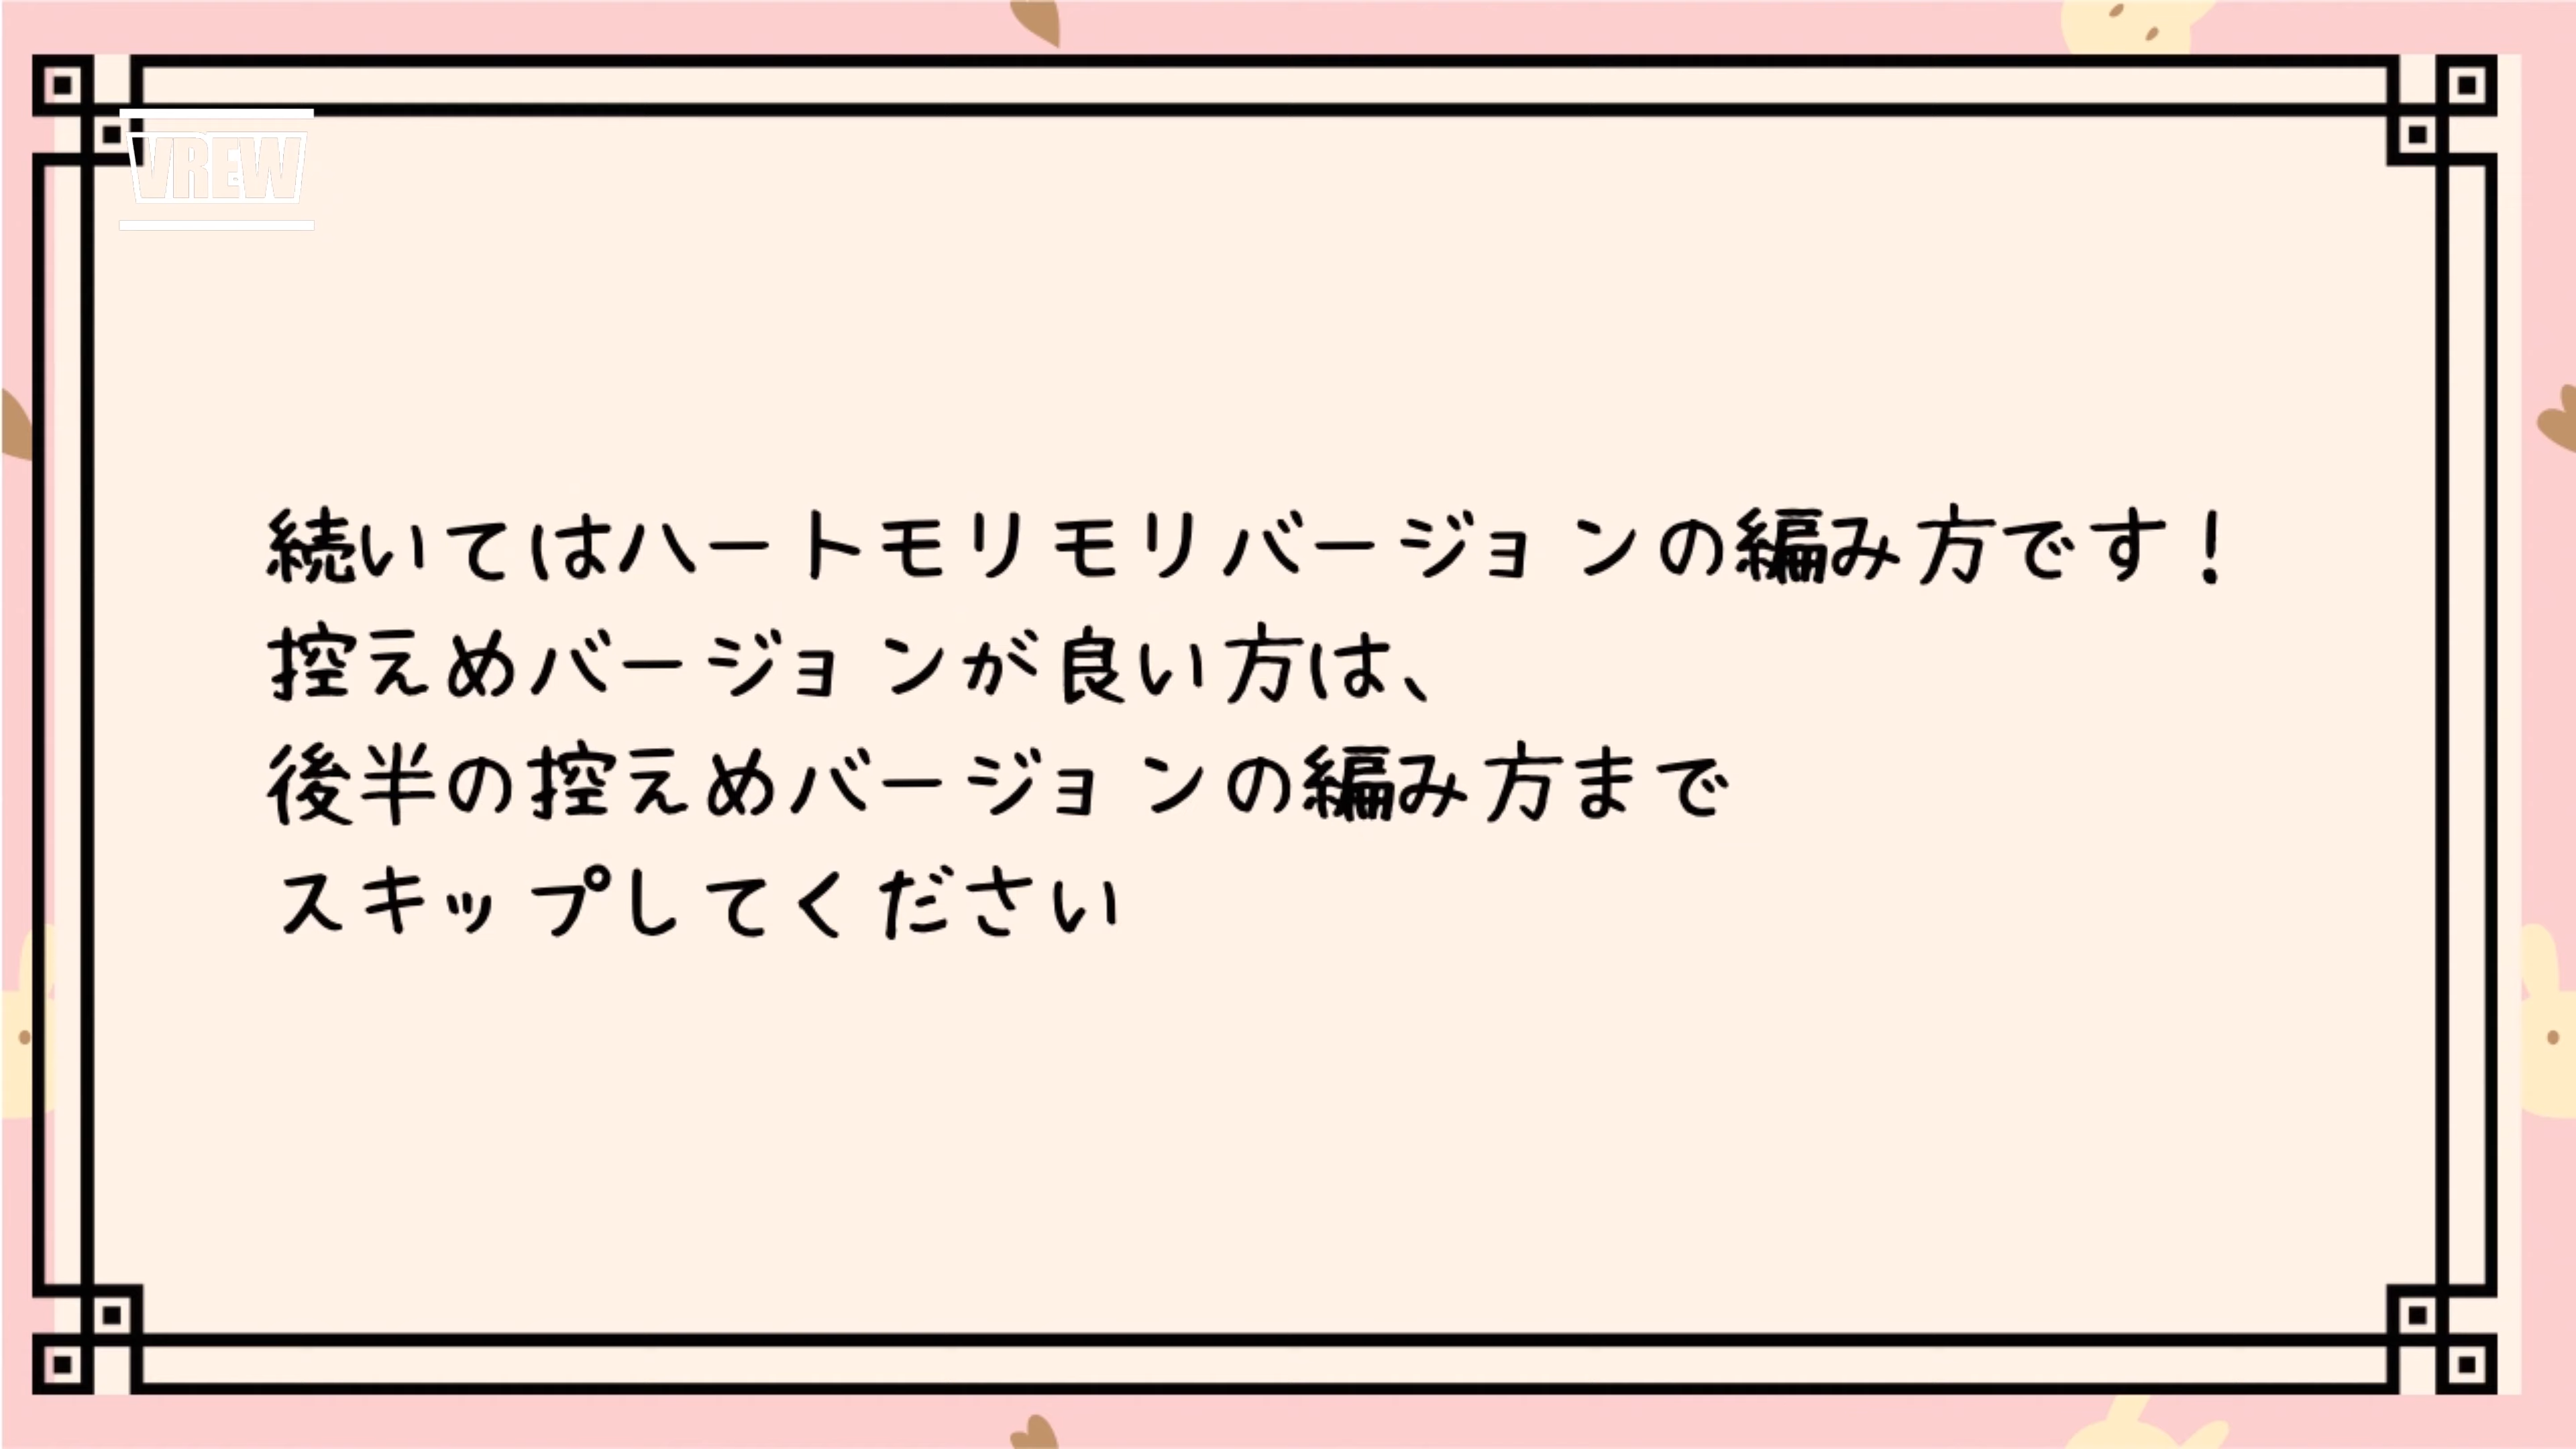 VREW
続いてはハートモリモリバージョンの編み方です！
控えめバージョンが良い方は、
後半の控えめバージョンの編み方まで
スキップしてください